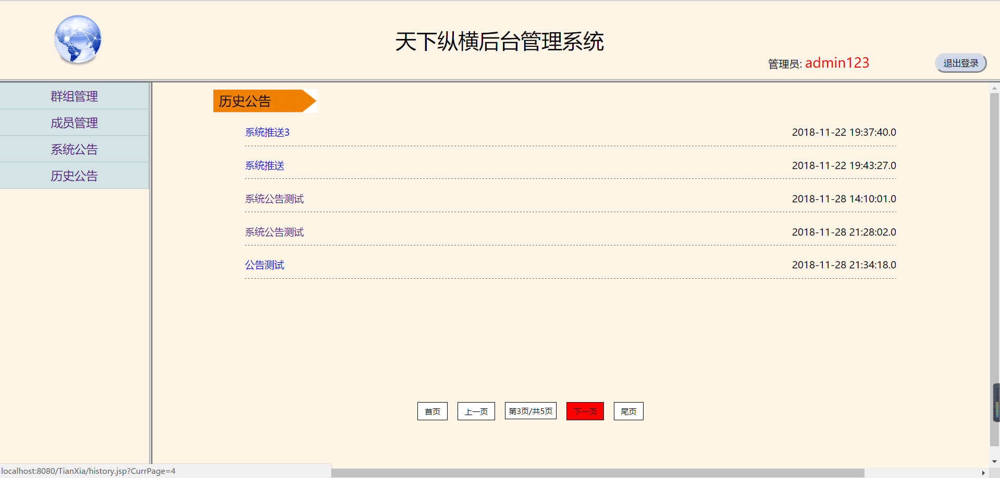 天下纵横后台管理系统
管理员: admin123
退出登录
群组管理
成员管理
系统公告
历史公告
历史公告
系统推送3 2018-11-22 19:37:40.0
系统推送 2018-11-22 19:43:27.0
系统公告测试 2018-11-28 14:10:01.0
系统公告测试 2018-11-28 21:28:02.0
公告测试 2018-11-28 21:34:18.0
首页 上一页 第3页/共5页 下一页 尾页
localhost:8080/TianXia/history.jsp?CurrPage=4